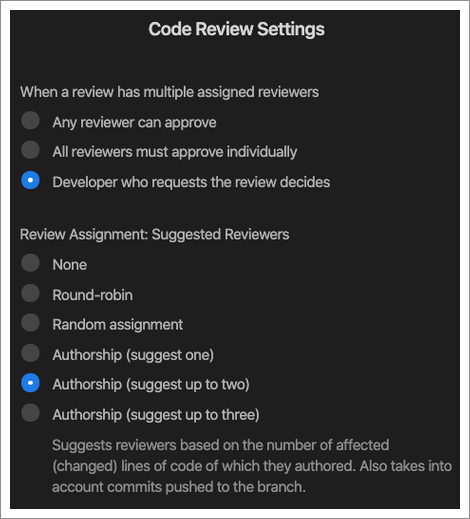 Code Review Settings
When a review has multiple assigned reviewers
Any reviewer can approve
All reviewers must approve individually
Developer who requests the review decides
Review Assignment: Suggested Reviewers
None
Round-robin
Random assignment
Authorship (suggest one)
Authorship (suggest up to two)
Authorship (suggest up to three)
Suggests reviewers based on the number of affected
(changed) lines of code of which they authored. Also takes into
account commits pushed to the branch.